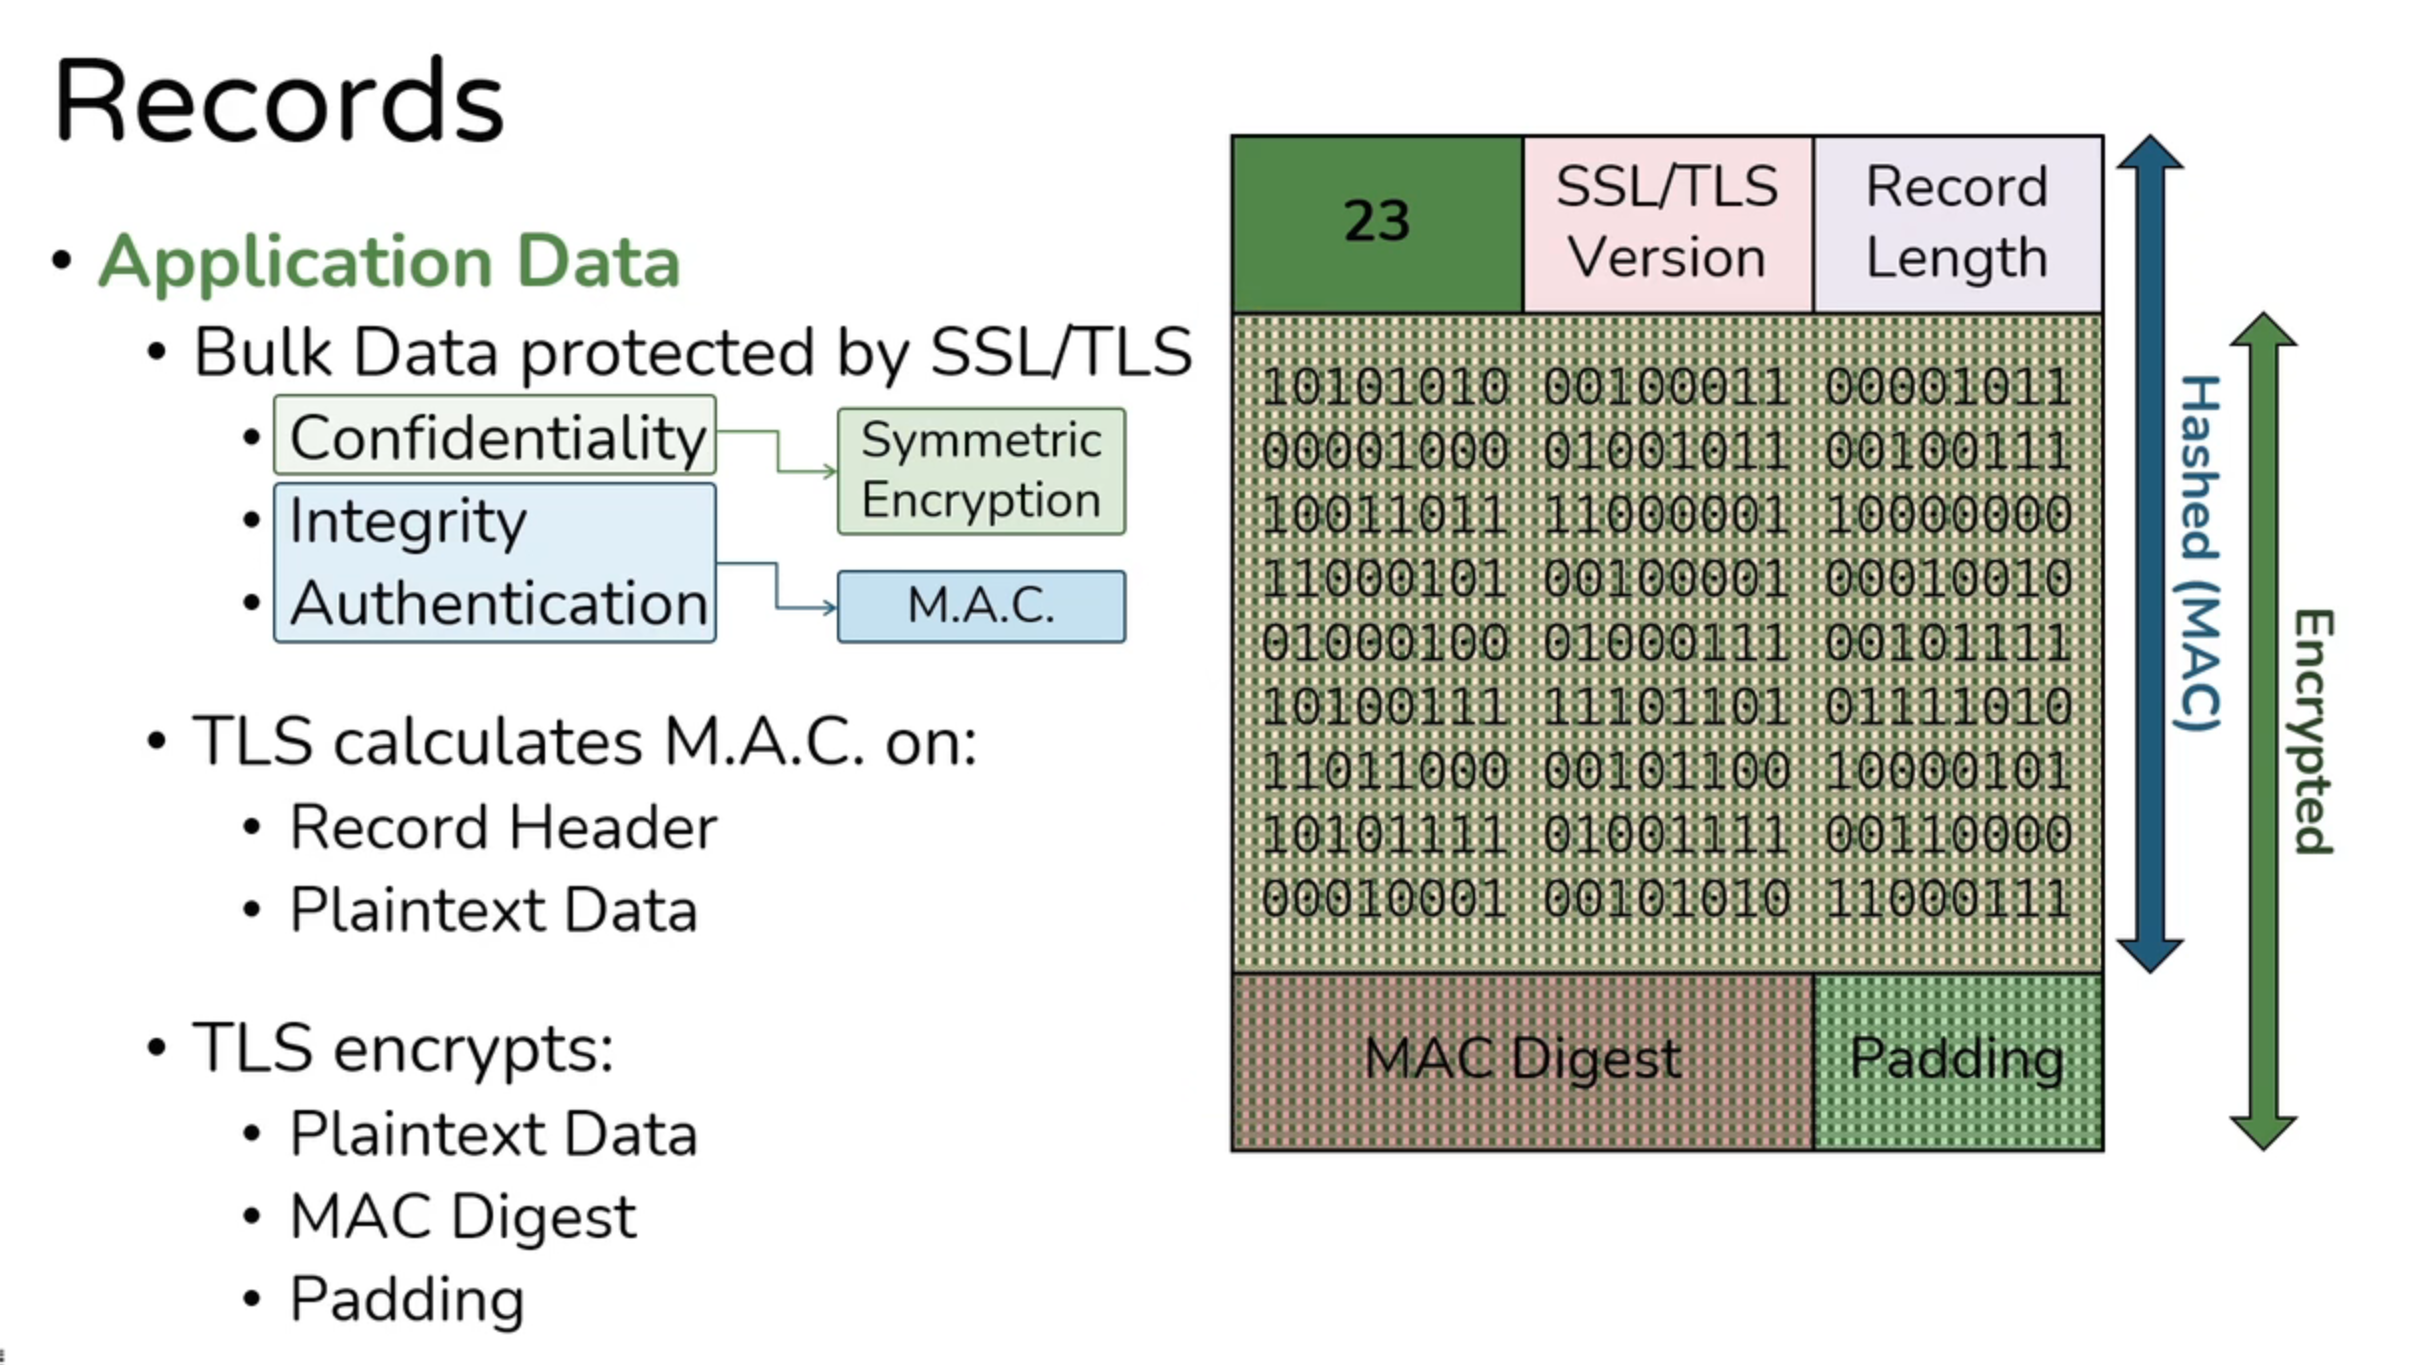 Records
• Application Data
• Bulk Data protected by SSL/TLS
• Confidentiality
• Integrity
• Authentication
Symmetric
Encryption
M.A.C.
• TLS calculates M.A.C. on:
• Record Header
• Plaintext Data
• TLS encrypts:
• Plaintext Data
• MAC Digest
• Padding
23
SSL/TLS
Version
Record
Length
10101010 00100011 00001011
00001000 01001011 00100111
10011011 11000001 10000000
11000101 00100001 00010010
01000100 01000111 00101111
10100111 11101101 01111010
11011000 00101100 10000101
10101111 01001111 00110000
00010001 00101010 11000111
MAC Digest
Padding
Hashed (MAC)
Encrypted